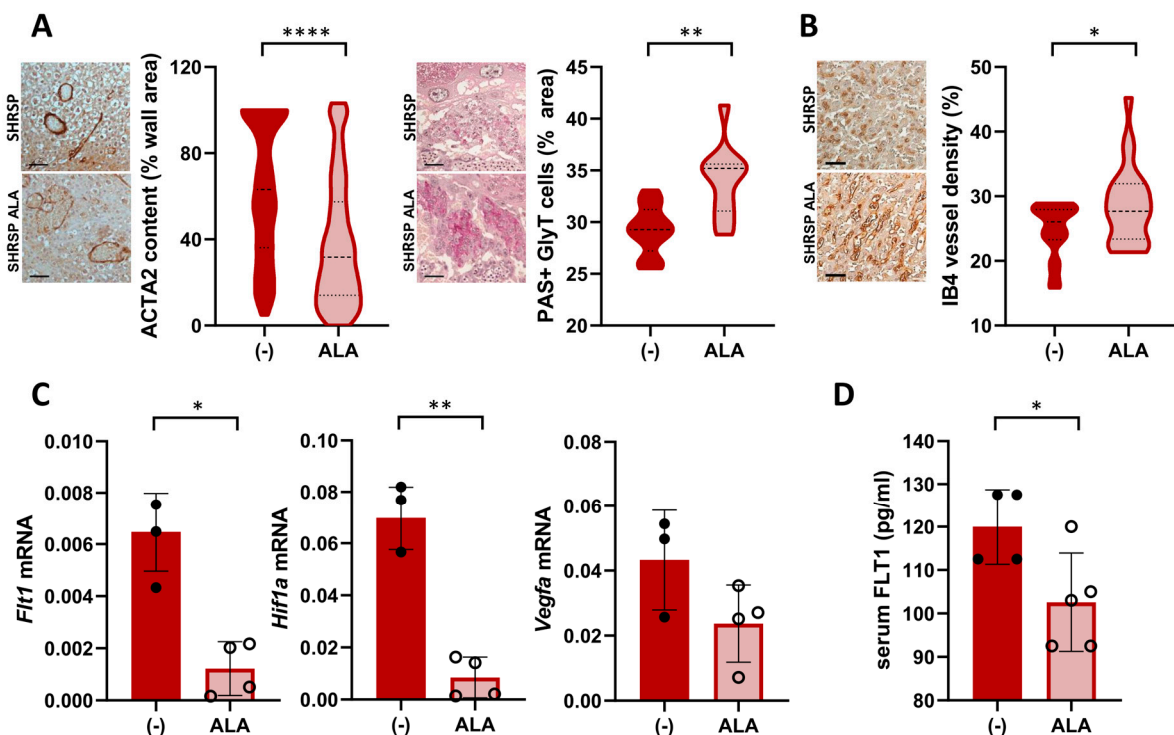 A
B
****
**
*
SHRSP
SHRSP ALA
ACTA2 content (% wall area)
120
80
40
0
(-)
ALA
SHRSP
SHRSP ALA
PAS+ GlyT cells (% area)
45
40
35
30
25
20
(-)
ALA
SHRSP
SHRSP ALA
IB4 vessel density (%)
50
40
30
20
10
(-)
ALA
C
D
*
**
*
Flt1 mRNA
0.010
0.008
0.006
0.004
0.002
0.000
(-)
ALA
Hif1a mRNA
0.10
0.08
0.06
0.04
0.02
0.00
(-)
ALA
Vegfa mRNA
0.08
0.06
0.04
0.02
0.00
(-)
ALA
serum FLT1 (pg/ml)
140
130
120
110
100
90
80
(-)
ALA